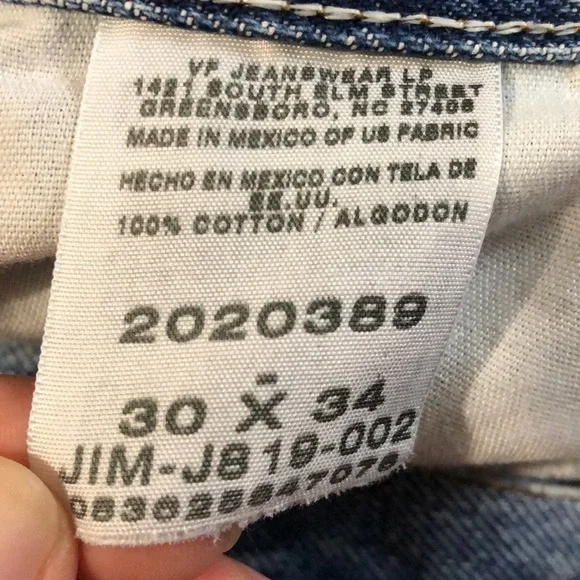 VF JEANSWEAR LP
1421 SOUTH ELM STREET
GREENSBORO, NC 27406
MADE IN MEXICO OF US FABRIC
HECHO EN MEXICO CON TELA DE
EE.UU.
100% COTTON / ALGODON
2020389
30 X 34
JIM-J819-002